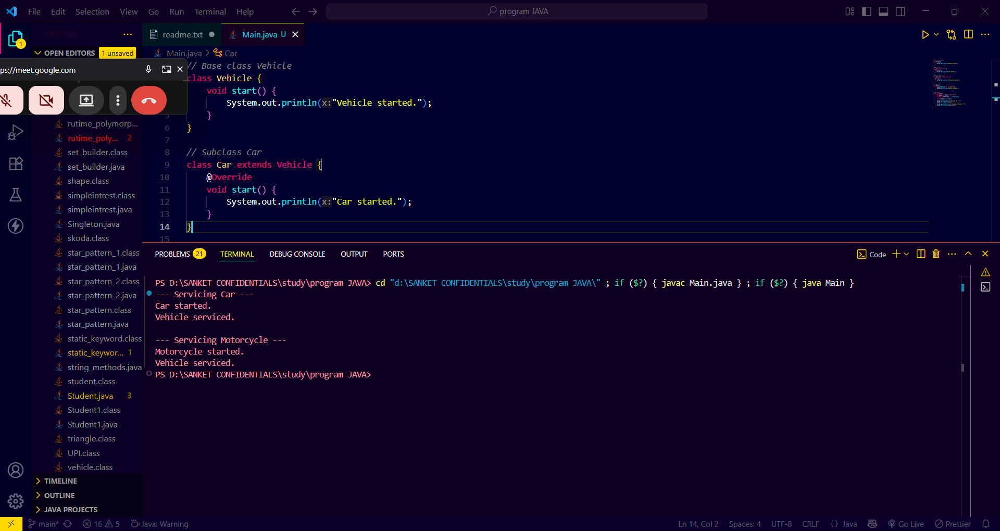 File Edit Selection View Go Run Terminal Help
program JAVA
EXPLORER
1
readme.txt
Main.java U
OPEN EDITORS 1 unsaved
Main.java > Car
ps://meet.google.com
// Base class Vehicle
class Vehicle {
void start() {
System.out.println(x:"Vehicle started.");
5 }
6 }
7
8 // Subclass Car
9 class Car extends Vehicle {
10 @Override
11 void start() {
12 System.out.println(x:"Car started.");
13 }
14 }
15
rutime_polymorp...
rutime_poly... 2
set_builder.class
set_builder.java
shape.class
simpleintrest.class
simpleintrest.java
Singleton.java
skoda.class
star_pattern_1.class
star_pattern_1.java
star_pattern_2.class
star_pattern_2.java
star_pattern.class
star_pattern.java
static_keyword.class
static_keywor... 1
string_methods.java
student.class
Student.java 3
Student1.class
Student1.java
triangle.class
UPI.class
vehicle.class
TIMELINE
OUTLINE
JAVA PROJECTS
PROBLEMS 21 TERMINAL DEBUG CONSOLE OUTPUT PORTS
Code
PS D:\SANKET CONFIDENTIALS\study\program JAVA> cd "d:\SANKET CONFIDENTIALS\study\program JAVA\" ; if ($?) { javac Main.java } ; if ($?) { java Main }
--- Servicing Car ---
Car started.
Vehicle serviced.
--- Servicing Motorcycle ---
Motorcycle started.
Vehicle serviced.
PS D:\SANKET CONFIDENTIALS\study\program JAVA>
main* 16 5 Java: Warning
Ln 14, Col 2 Spaces: 4 UTF-8 CRLF {} Java Go Live Prettier